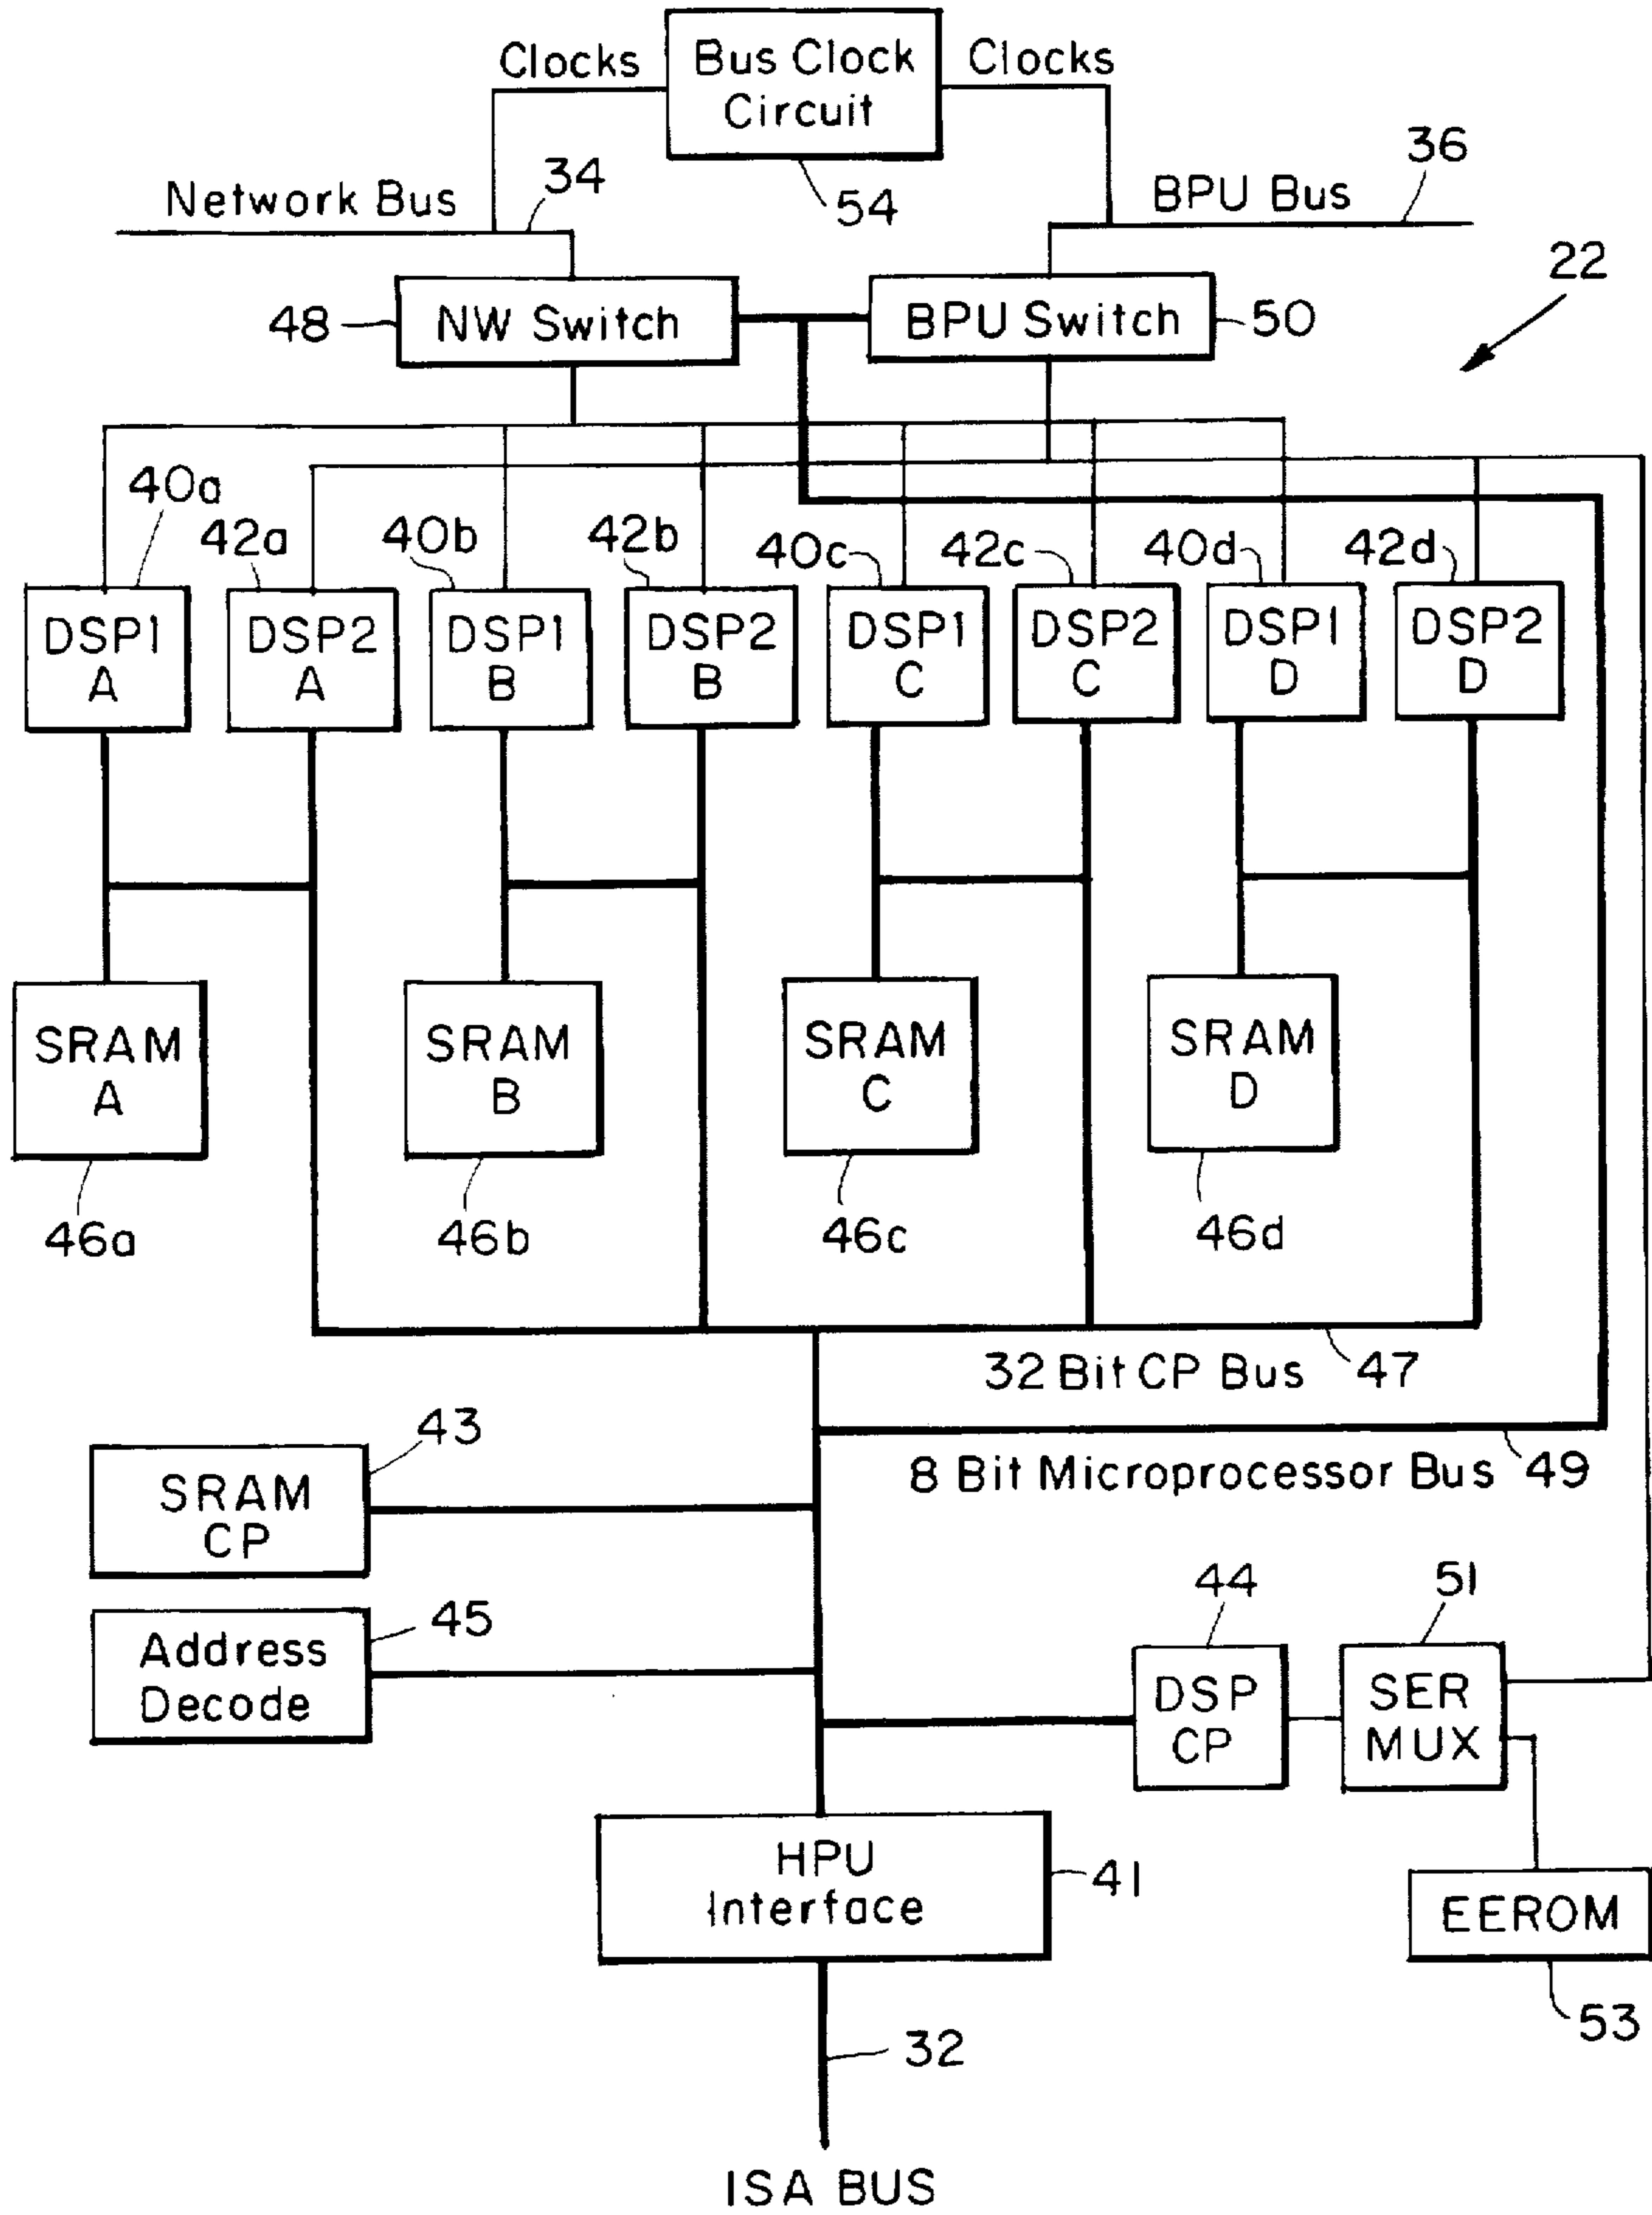 Clocks
Bus Clock
Circuit
Clocks
54
Network Bus
34
BPU Bus
36
22
48
NW Switch
BPU Switch
50
40a
42a
40b
42b
40c
42c
40d
42d
DSP1
A
DSP2
A
DSP1
B
DSP2
B
DSP1
C
DSP2
C
DSP1
D
DSP2
D
SRAM
A
SRAM
B
SRAM
C
SRAM
D
46a
46b
46c
46d
32 Bit CP Bus
47
8 Bit Microprocessor Bus
49
43
SRAM
CP
45
Address
Decode
44
DSP
CP
51
SER
MUX
HPU
Interface
41
EEROM
53
32
ISA BUS